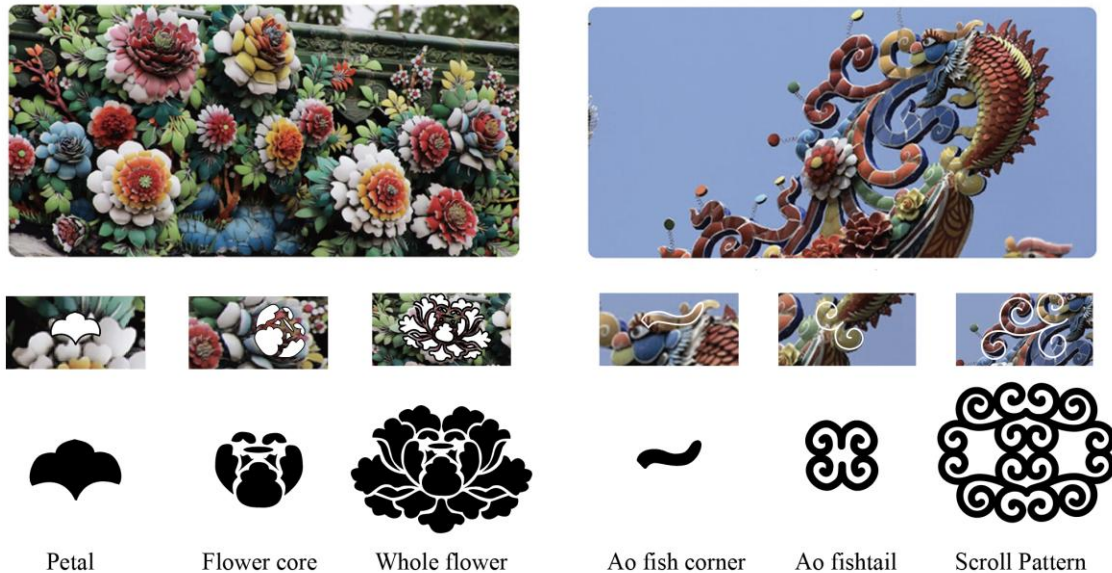 Petal
Flower core
Whole flower
Ao fish corner
Ao fishtail
Scroll Pattern